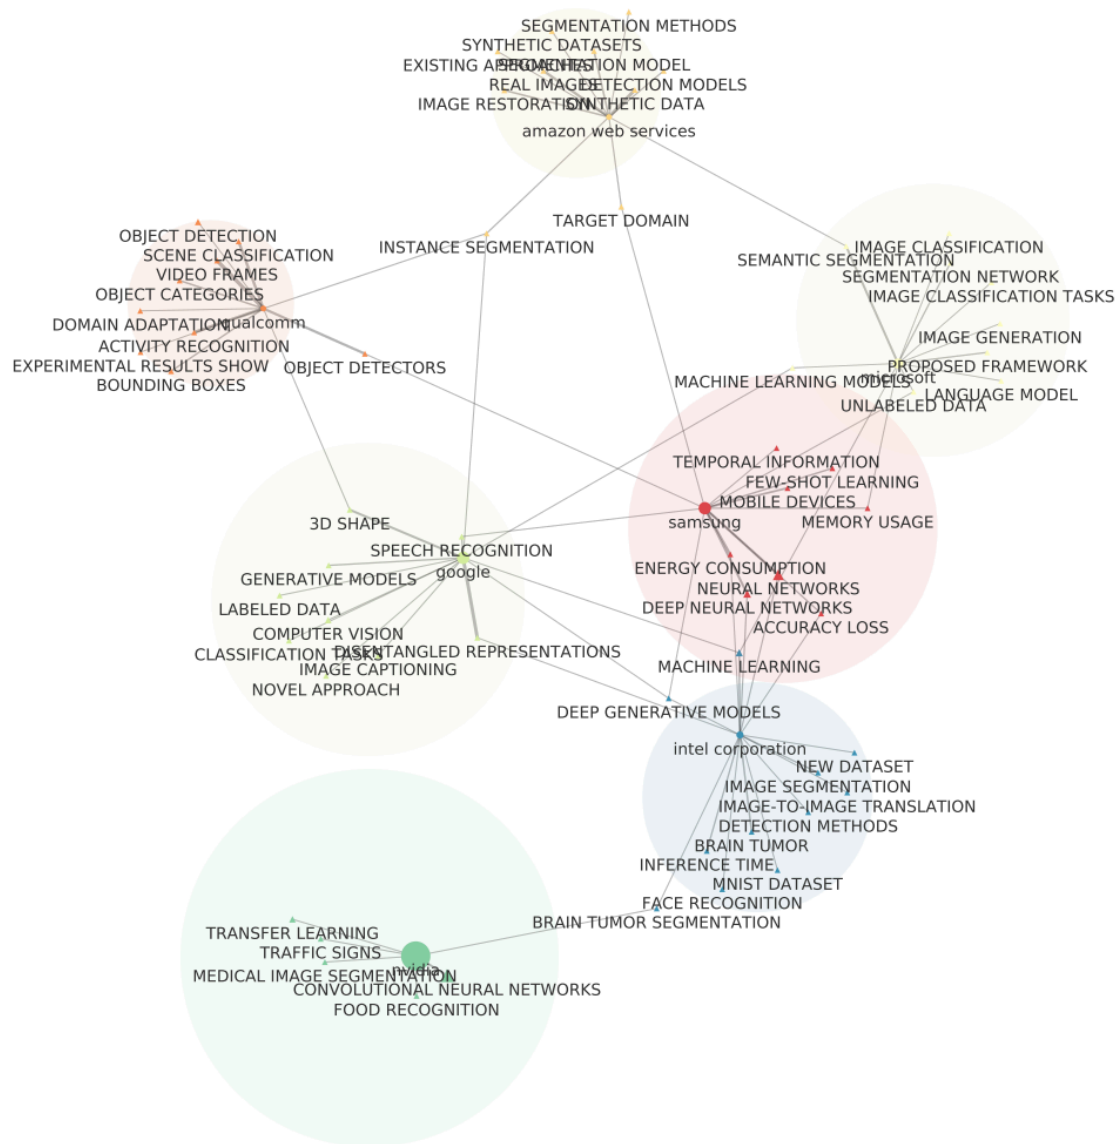 SEGMENTATION METHODS
SYNTHETIC DATASETS
EXISTING APPROACHES
SEGMENTATION MODEL
REAL IMAGES
DETECTION MODELS
IMAGE RESTORATION
SYNTHETIC DATA
amazon web services
TARGET DOMAIN
INSTANCE SEGMENTATION
OBJECT DETECTION
SCENE CLASSIFICATION
VIDEO FRAMES
OBJECT CATEGORIES
DOMAIN ADAPTATION
qualcomm
ACTIVITY RECOGNITION
EXPERIMENTAL RESULTS SHOW
BOUNDING BOXES
OBJECT DETECTORS
IMAGE CLASSIFICATION
SEMANTIC SEGMENTATION
SEGMENTATION NETWORK
IMAGE CLASSIFICATION TASKS
IMAGE GENERATION
PROPOSED FRAMEWORK
MACHINE LEARNING MODELS
microsoft
LANGUAGE MODEL
UNLABELED DATA
TEMPORAL INFORMATION
FEW-SHOT LEARNING
MOBILE DEVICES
samsung
MEMORY USAGE
ENERGY CONSUMPTION
NEURAL NETWORKS
DEEP NEURAL NETWORKS
ACCURACY LOSS
MACHINE LEARNING
3D SHAPE
SPEECH RECOGNITION
google
GENERATIVE MODELS
LABELED DATA
COMPUTER VISION
CLASSIFICATION TASKS
DISENTANGLED REPRESENTATIONS
IMAGE CAPTIONING
NOVEL APPROACH
DEEP GENERATIVE MODELS
intel corporation
NEW DATASET
IMAGE SEGMENTATION
IMAGE-TO-IMAGE TRANSLATION
DETECTION METHODS
BRAIN TUMOR
INFERENCE TIME
MNIST DATASET
FACE RECOGNITION
BRAIN TUMOR SEGMENTATION
TRANSFER LEARNING
TRAFFIC SIGNS
nvidia
MEDICAL IMAGE SEGMENTATION
CONVOLUTIONAL NEURAL NETWORKS
FOOD RECOGNITION